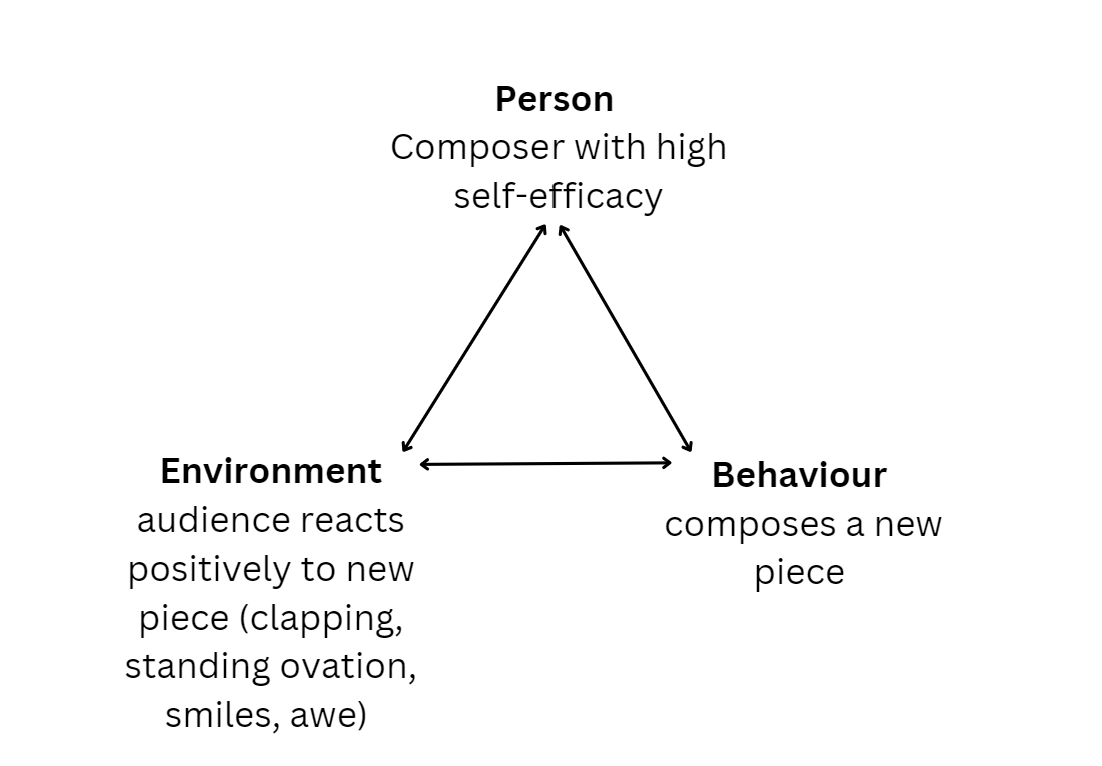 Person
Composer with high
self-efficacy
Environment
audience reacts
positively to new
piece (clapping,
standing ovation,
smiles, awe)
Behaviour
composes a new
piece